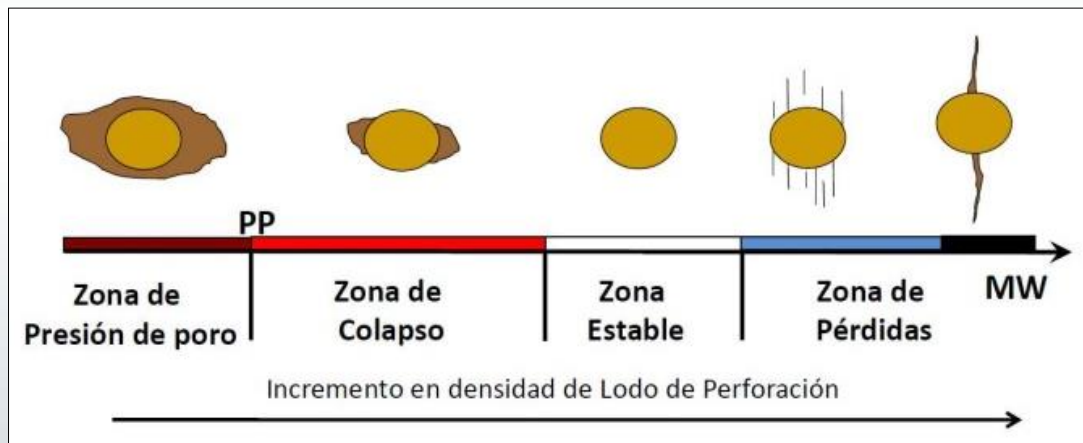 PP
MW
Zona de
Presión de poro
Zona de
Colapso
Zona
Estable
Zona de
Pérdidas
Incremento en densidad de Lodo de Perforación